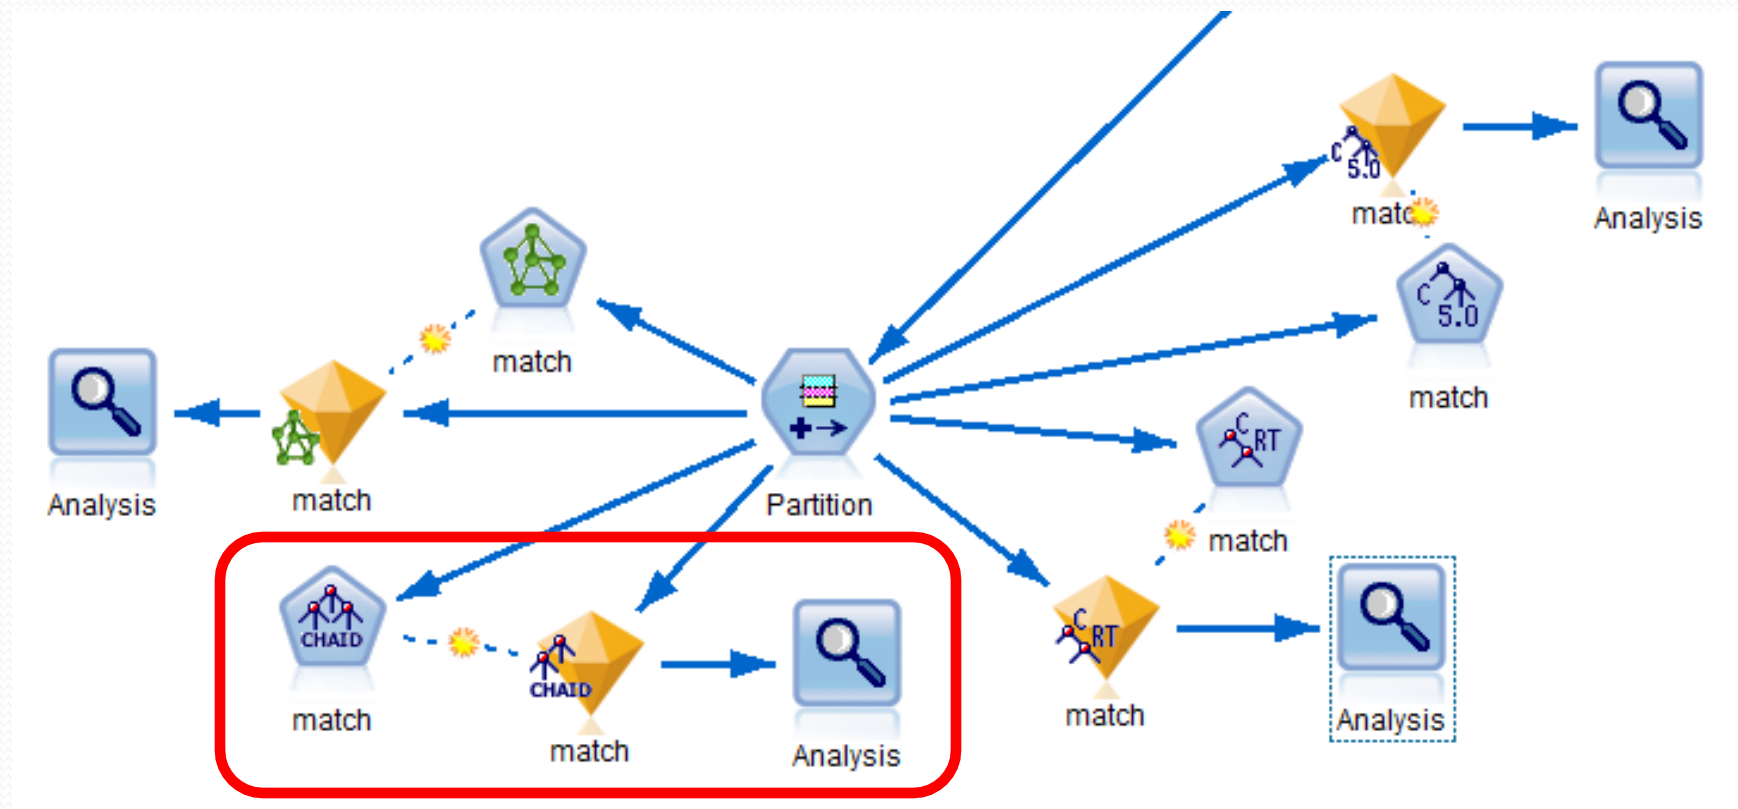 C
5.0
match
Analysis
match
C
5.0
match
Analysis
match
Partition
C
RT
match
CHAID
match
CHAID
match
Analysis
C
RT
match
Analysis